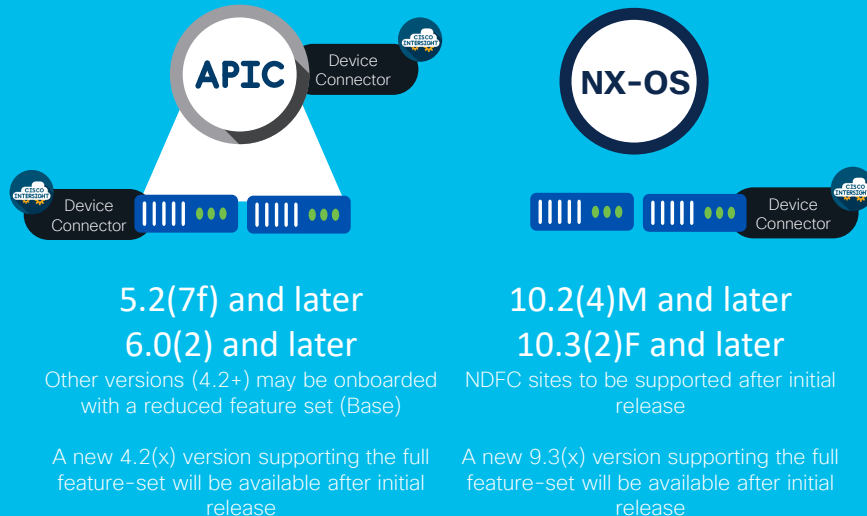 CISCO
INTERSIGHT
APIC
Device
Connector
NX-OS
CISCO
INTERSIGHT
Device
Connector
CISCO
INTERSIGHT
Device
Connector
5.2(7f) and later
6.0(2) and later
Other versions (4.2+) may be onboarded
with a reduced feature set (Base)
A new 4.2(x) version supporting the full
feature-set will be available after initial
release
10.2(4)M and later
10.3(2)F and later
NDFC sites to be supported after initial
release
A new 9.3(x) version supporting the full
feature-set will be available after initial
release